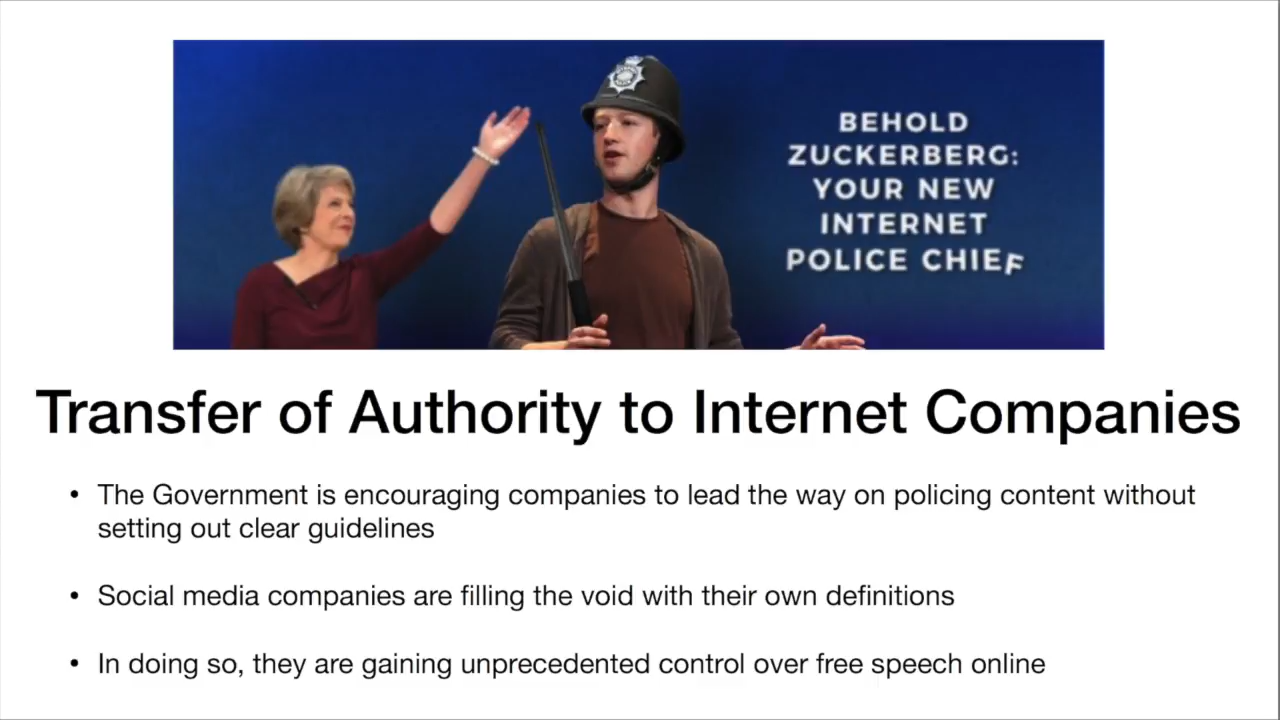 BEHOLD
ZUCKERBERG:
YOUR NEW
INTERNET
POLICE CHIEF
Transfer of Authority to Internet Companies
• The Government is encouraging companies to lead the way on policing content without
setting out clear guidelines
• Social media companies are filling the void with their own definitions
• In doing so, they are gaining unprecedented control over free speech online